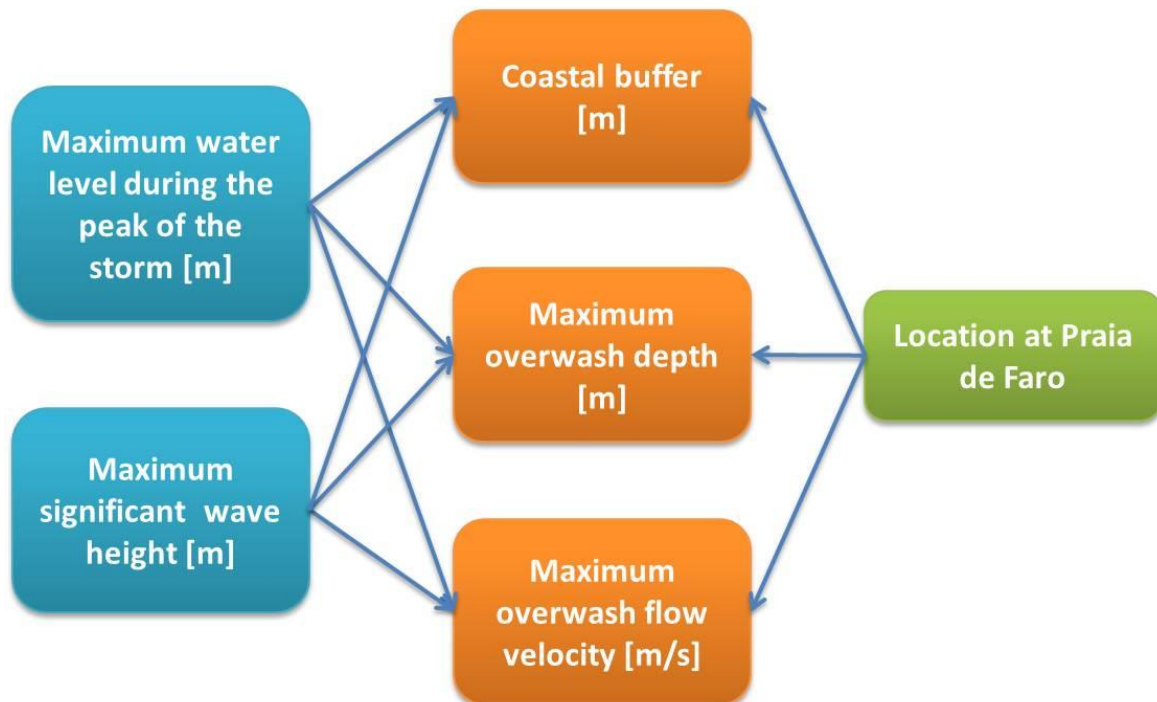 Maximum water
level during the
peak of the
storm [m]
Maximum
significant wave
height [m]
Coastal buffer
[m]
Maximum
overwash depth
[m]
Maximum
overwash flow
velocity [m/s]
Location at Praia
de Faro